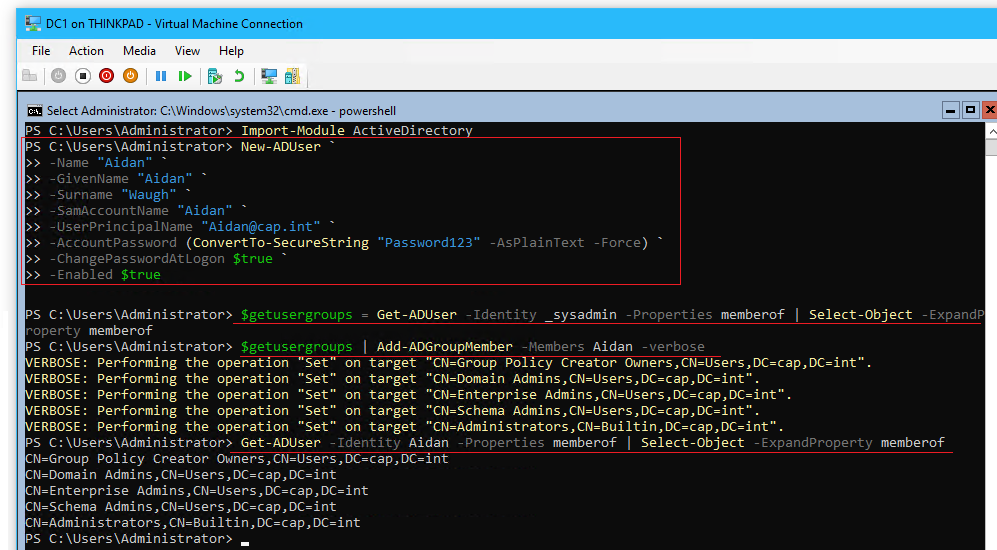 DC1 on THINKPAD - Virtual Machine Connection
File Action Media View Help
Select Administrator: C:\Windows\system32\cmd.exe - powershell
PS C:\Users\Administrator> Import-Module ActiveDirectory
PS C:\Users\Administrator> New-ADUser `
>> -Name "Aidan" `
>> -GivenName "Aidan" `
>> -Surname "Waugh" `
>> -SamAccountName "Aidan" `
>> -UserPrincipalName "Aidan@cap.int" `
>> -AccountPassword (ConvertTo-SecureString "Password123" -AsPlainText -Force) `
>> -ChangePasswordAtLogon $true `
>> -Enabled $true
PS C:\Users\Administrator> $getusergroups = Get-ADUser -Identity _sysadmin -Properties memberof | Select-Object -ExpandP
roperty memberof
PS C:\Users\Administrator> $getusergroups | Add-ADGroupMember -Members Aidan -verbose
VERBOSE: Performing the operation "Set" on target "CN=Group Policy Creator Owners,CN=Users,DC=cap,DC=int".
VERBOSE: Performing the operation "Set" on target "CN=Domain Admins,CN=Users,DC=cap,DC=int".
VERBOSE: Performing the operation "Set" on target "CN=Enterprise Admins,CN=Users,DC=cap,DC=int".
VERBOSE: Performing the operation "Set" on target "CN=Schema Admins,CN=Users,DC=cap,DC=int".
VERBOSE: Performing the operation "Set" on target "CN=Administrators,CN=Builtin,DC=cap,DC=int".
PS C:\Users\Administrator> Get-ADUser -Identity Aidan -Properties memberof | Select-Object -ExpandProperty memberof
CN=Group Policy Creator Owners,CN=Users,DC=cap,DC=int
CN=Domain Admins,CN=Users,DC=cap,DC=int
CN=Enterprise Admins,CN=Users,DC=cap,DC=int
CN=Schema Admins,CN=Users,DC=cap,DC=int
CN=Administrators,CN=Builtin,DC=cap,DC=int
PS C:\Users\Administrator>